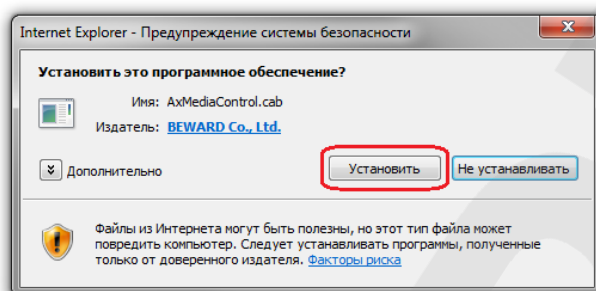 Internet Explorer - Предупреждение системы безопасности
Установить это программное обеспечение?
Имя: AxMediaControl.cab
Издатель: BEWARD Co., Ltd.
Дополнительно
Установить
Не устанавливать
Файлы из Интернета могут быть полезны, но этот тип файла может
повредить компьютер. Следует устанавливать программы, полученные
только от доверенного издателя. Факторы риска